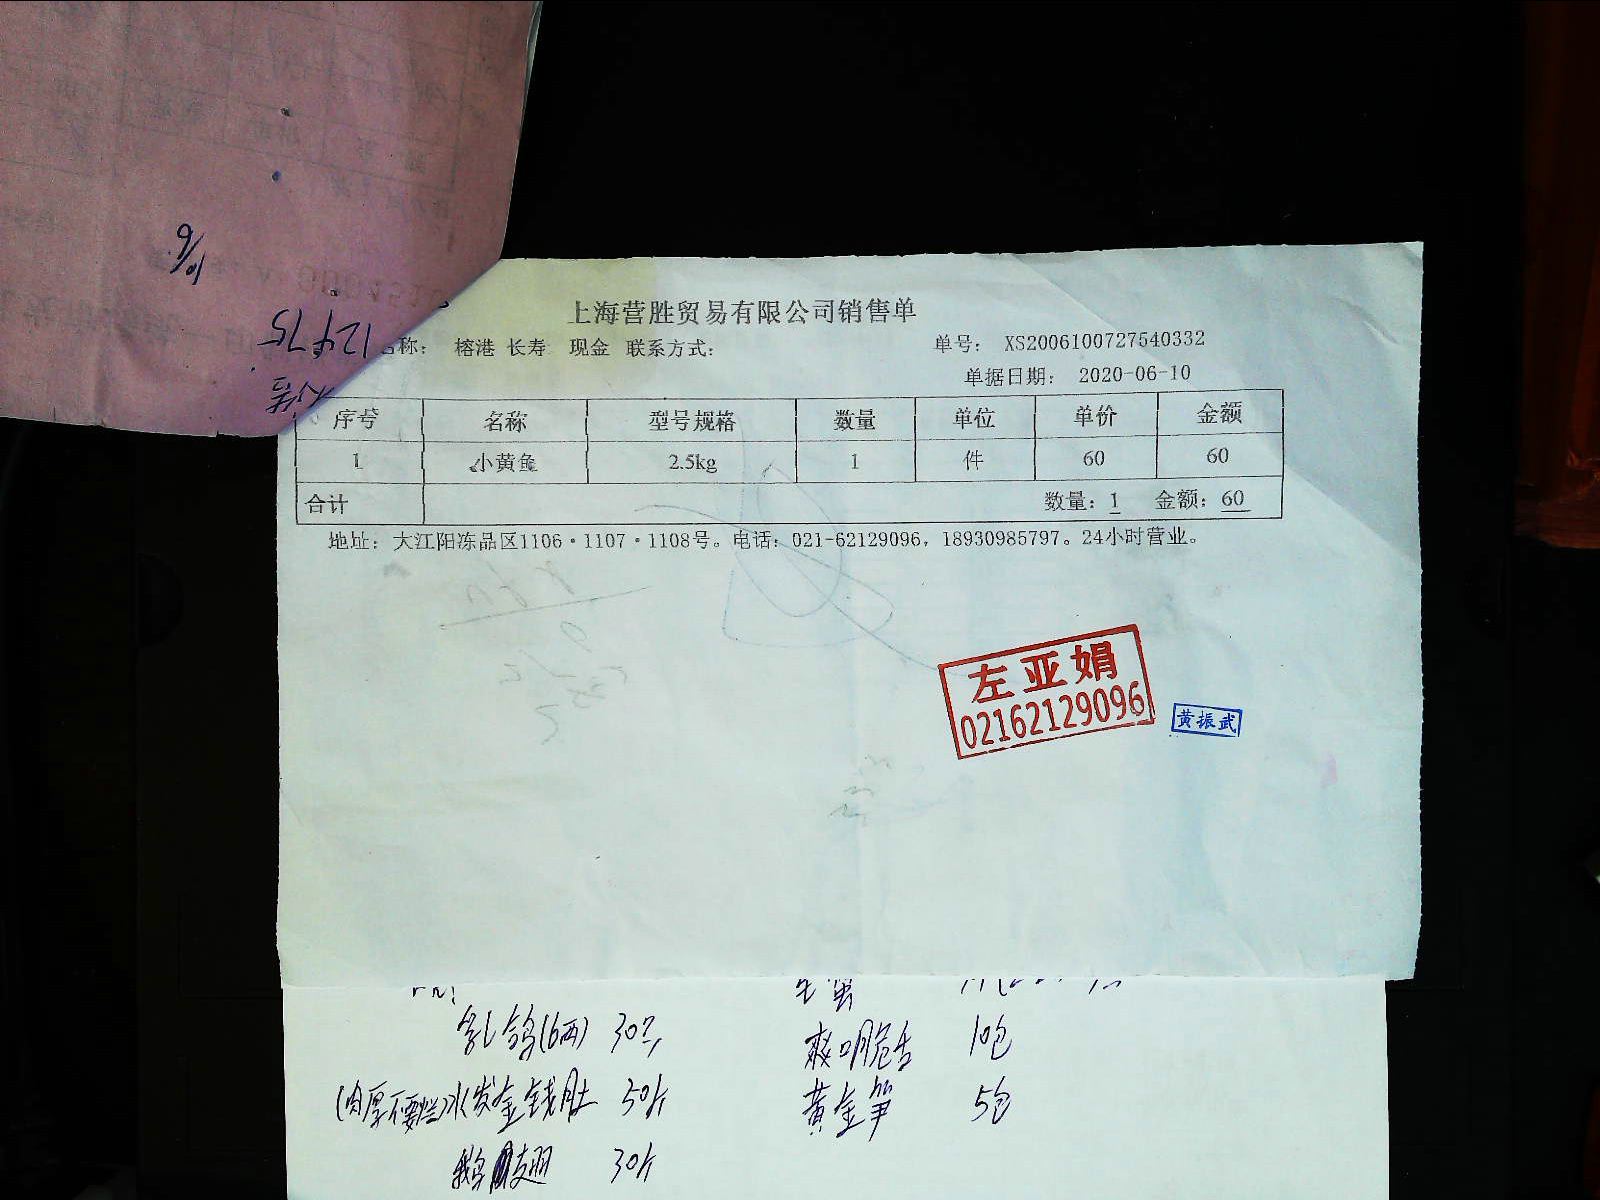 上海营胜贸易有限公司销售单
名称： 榕港 长寿 现金 联系方式： 单号： XS2006100727540332
单据日期： 2020-06-10
序号 名称 型号规格 数量 单位 单价 金额
1 小黄鱼 2.5kg 1 件 60 60
合计 数量：1 金额：60
地址：大江阳冻品区1106·1107·1108号。电话：021-62129096，18930985797。24小时营业。
左亚娟
02162129096
黄振武
乳鸽(6两) 30只
爽口脆舌 10包
(肉厚不要烂)水发金钱肚 50斤
黄金笋 5包
鹅翅 30斤